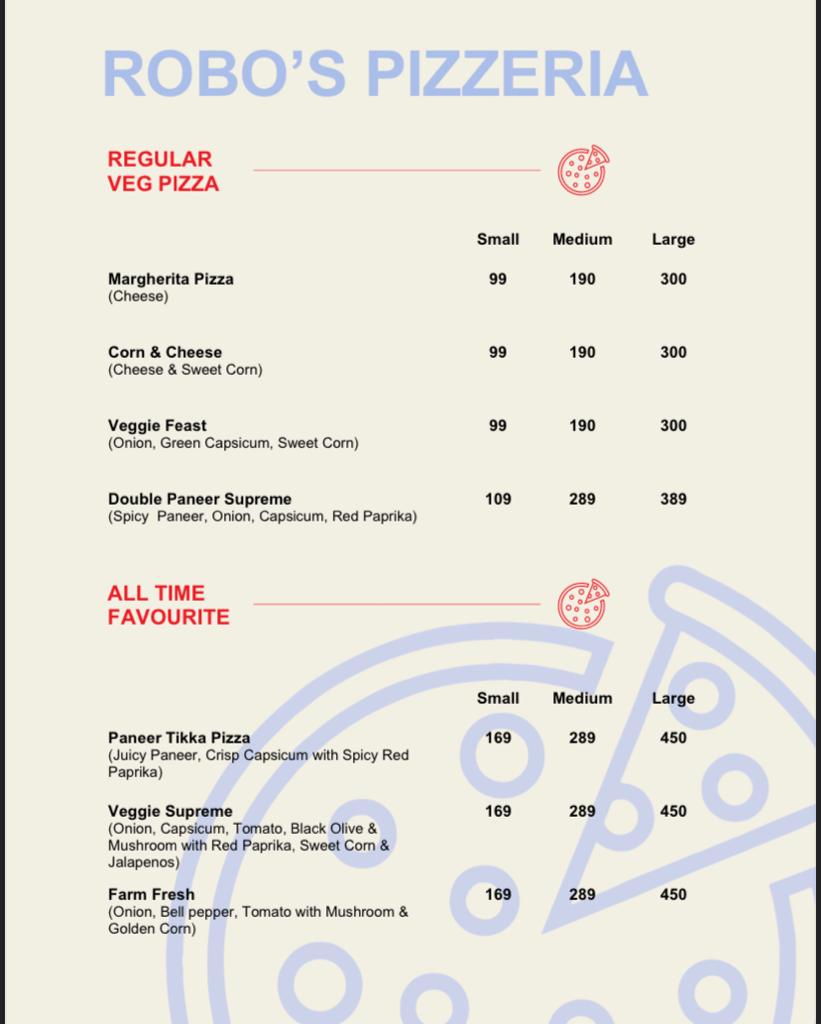 ROBO’S PIZZERIA
REGULAR
VEG PIZZA
Small Medium Large
Margherita Pizza 99 190 300
(Cheese)
Corn & Cheese 99 190 300
(Cheese & Sweet Corn)
Veggie Feast 99 190 300
(Onion, Green Capsicum, Sweet Corn)
Double Paneer Supreme 109 289 389
(Spicy  Paneer, Onion, Capsicum, Red Paprika)
ALL TIME
FAVOURITE
Small Medium Large
Paneer Tikka Pizza 169 289 450
(Juicy Paneer, Crisp Capsicum with Spicy Red
Paprika)
Veggie Supreme 169 289 450
(Onion, Capsicum, Tomato, Black Olive &
Mushroom with Red Paprika, Sweet Corn &
Jalapenos)
Farm Fresh 169 289 450
(Onion, Bell pepper, Tomato with Mushroom &
Golden Corn)